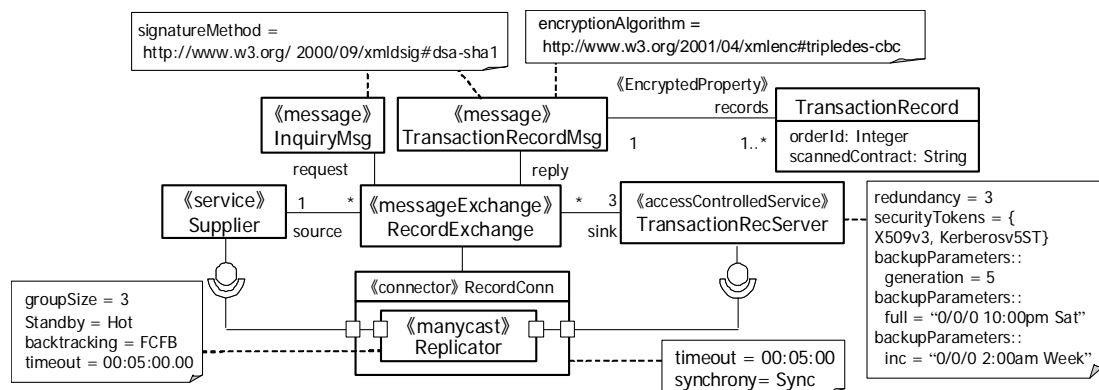 signatureMethod =
http://www.w3.org/ 2000/09/xmldsig#dsa-sha1
encryptionAlgorithm =
http://www.w3.org/2001/04/xmlenc#tripledes-cbc
《message》
InquiryMsg
《message》
TransactionRecordMsg
《EncryptedProperty》
records
1
1..*
TransactionRecord
orderId: Integer
scannedContract: String
request
reply
《service》
Supplier
1
*
source
《messageExchange》
RecordExchange
*
3
sink
《accessControlledService》
TransactionRecServer
redundancy = 3
securityTokens = {
X509v3, Kerberosv5ST}
backupParameters::
generation = 5
backupParameters::
full = “0/0/0 10:00pm Sat”
backupParameters::
inc = “0/0/0 2:00am Week”
groupSize = 3
Standby = Hot
backtracking = FCFB
timeout = 00:05:00.00
《connector》 RecordConn
《manycast》
Replicator
timeout = 00:05:00
synchrony= Sync